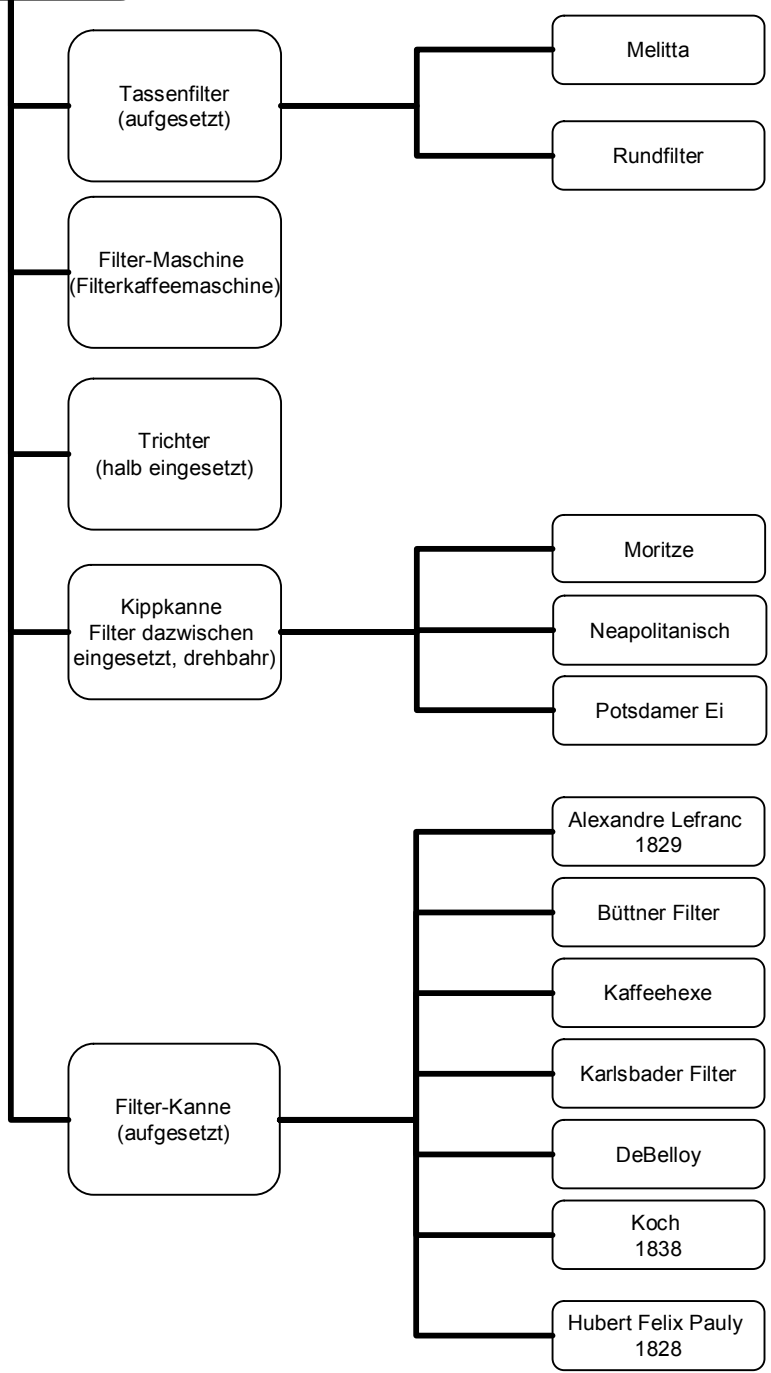 Tassenfilter
(aufgesetzt)
Melitta
Rundfilter
Filter-Maschine
(Filterkaffeemaschine)
Trichter
(halb eingesetzt)
Kippkanne
Filter dazwischen
eingesetzt, drehbahr)
Moritze
Neapolitanisch
Potsdamer Ei
Filter-Kanne
(aufgesetzt)
Alexandre Lefranc
1829
Büttner Filter
Kaffeehexe
Karlsbader Filter
DeBelloy
Koch
1838
Hubert Felix Pauly
1828